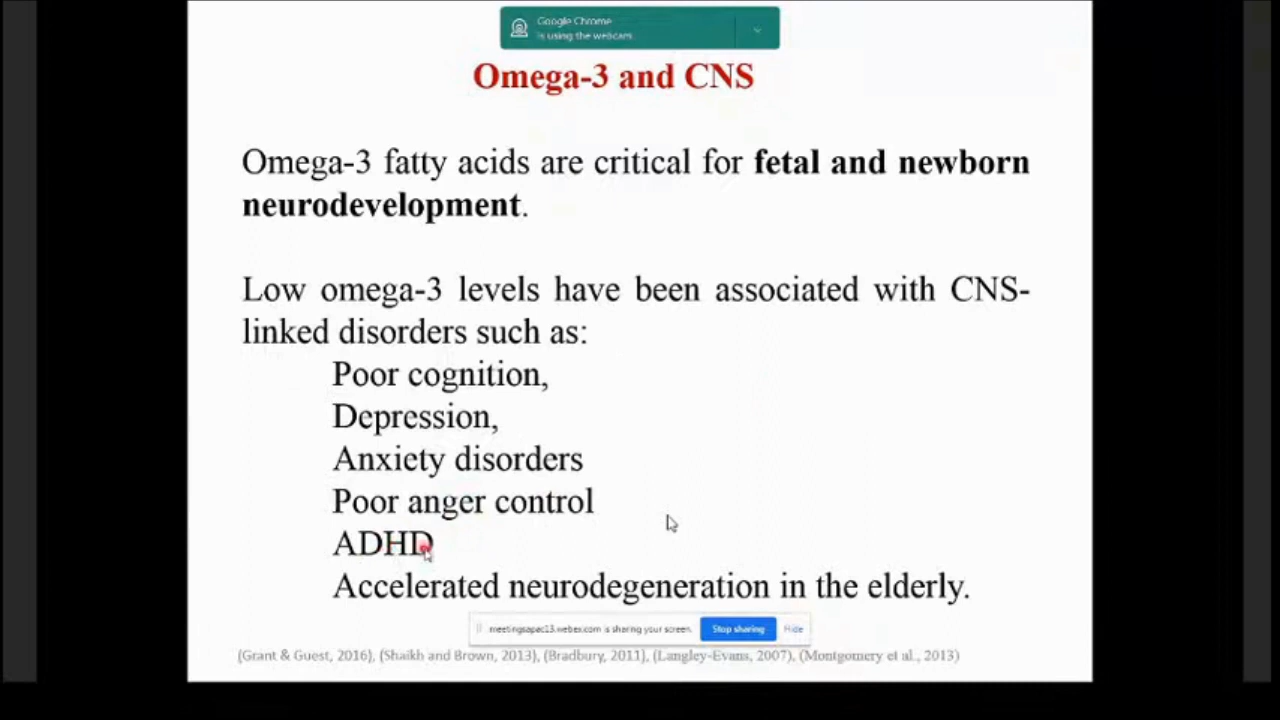 Google Chrome
is using the webcam
Omega-3 and CNS
Omega-3 fatty acids are critical for fetal and newborn
neurodevelopment.
Low omega-3 levels have been associated with CNS-
linked disorders such as:
Poor cognition,
Depression,
Anxiety disorders
Poor anger control
ADHD
Accelerated neurodegeneration in the elderly.
meetingsapac13.webex.com is sharing your screen. Stop sharing Hide
(Grant & Guest, 2016), (Shaikh and Brown, 2013), (Bradbury, 2011), (Langley-Evans, 2007), (Montgomery et al., 2013)